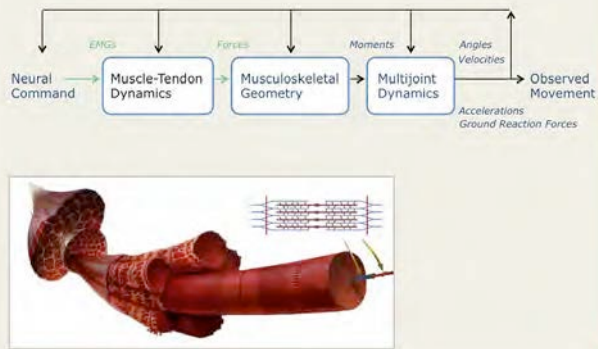 EMGs
Forces
Moments
Angles
Velocities
Neural
Command
Muscle-Tendon
Dynamics
Musculoskeletal
Geometry
Multijoint
Dynamics
Observed
Movement
Accelerations
Ground Reaction Forces